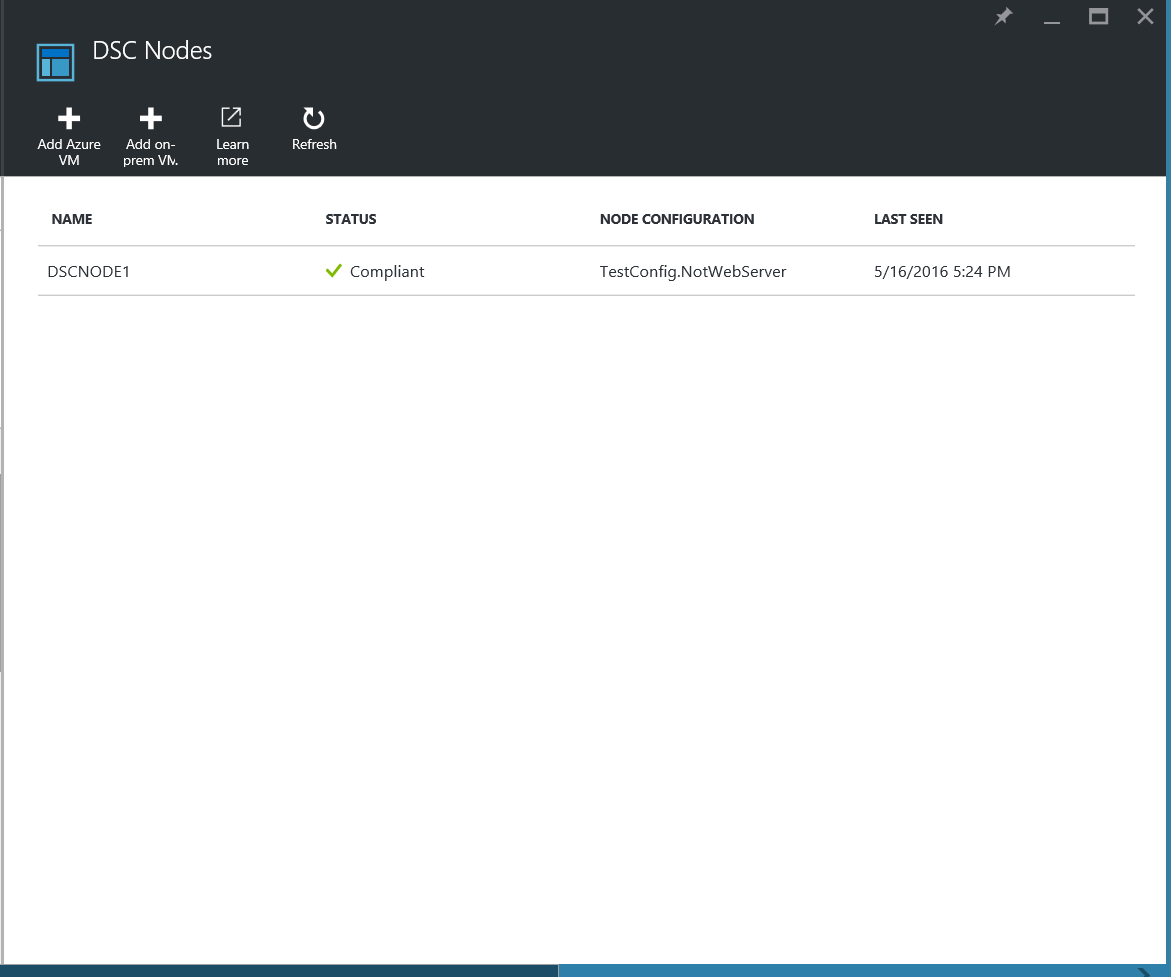 DSC Nodes
Add Azure
VM
Add on-
prem VM.
Learn
more
Refresh
NAME STATUS NODE CONFIGURATION LAST SEEN
DSCNODE1 Compliant TestConfig.NotWebServer 5/16/2016 5:24 PM